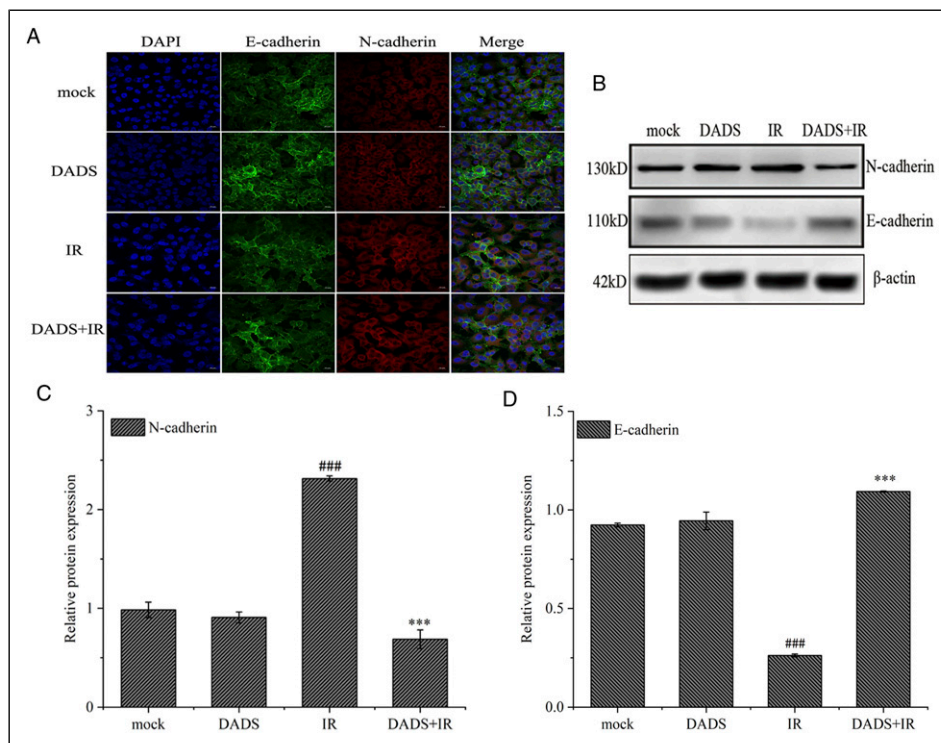 A
DAPI E-cadherin N-cadherin Merge
mock
DADS
IR
DADS+IR
B
mock DADS IR DADS+IR
130kD N-cadherin
110kD E-cadherin
42kD β-actin
C
Relative protein expression
N-cadherin
3
2
1
0
###
***
mock DADS IR DADS+IR
D
Relative protein expression
E-cadherin
1.5
1.0
0.5
0.0
###
***
mock DADS IR DADS+IR